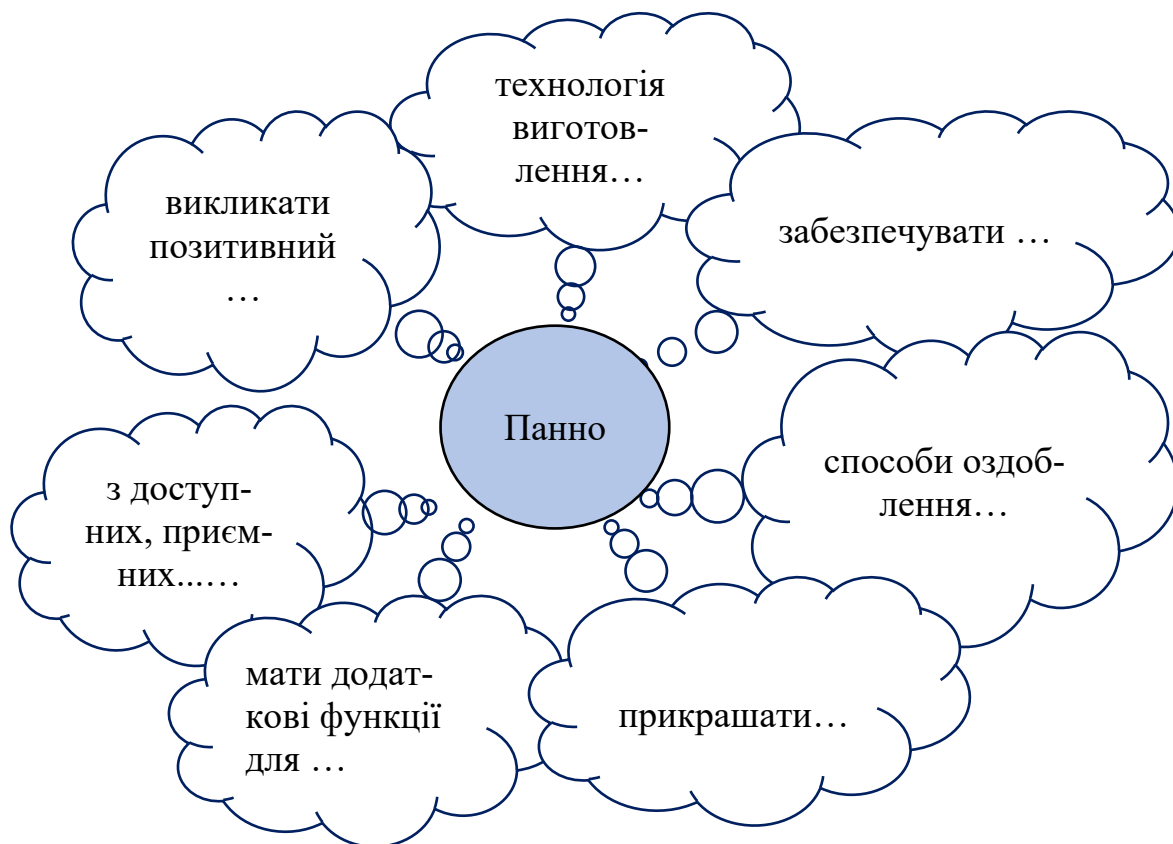 технологія
виготов-
лення…
викликати
позитивний
…
забезпечувати …
Панно
способи оздоб-
лення…
з доступ-
них, приєм-
них...…
мати додат-
кові функції
для …
прикрашати…